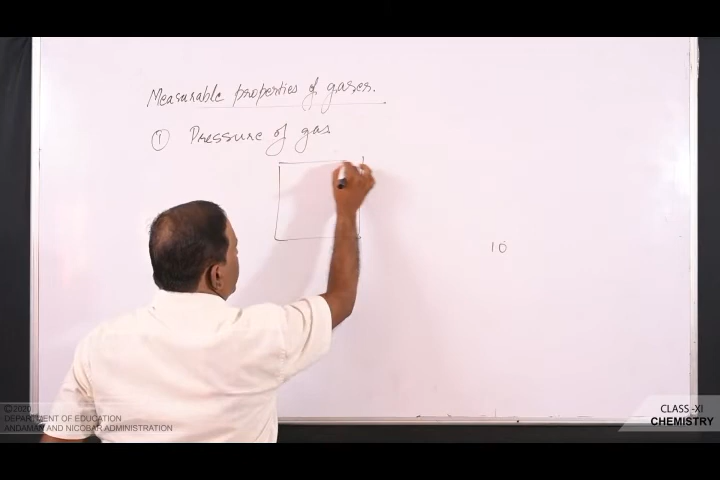 Measurable properties of gases.
① Pressure of gas
10
©2020
DEPARTMENT OF EDUCATION
ANDAMAN AND NICOBAR ADMINISTRATION
CLASS -XI
CHEMISTRY